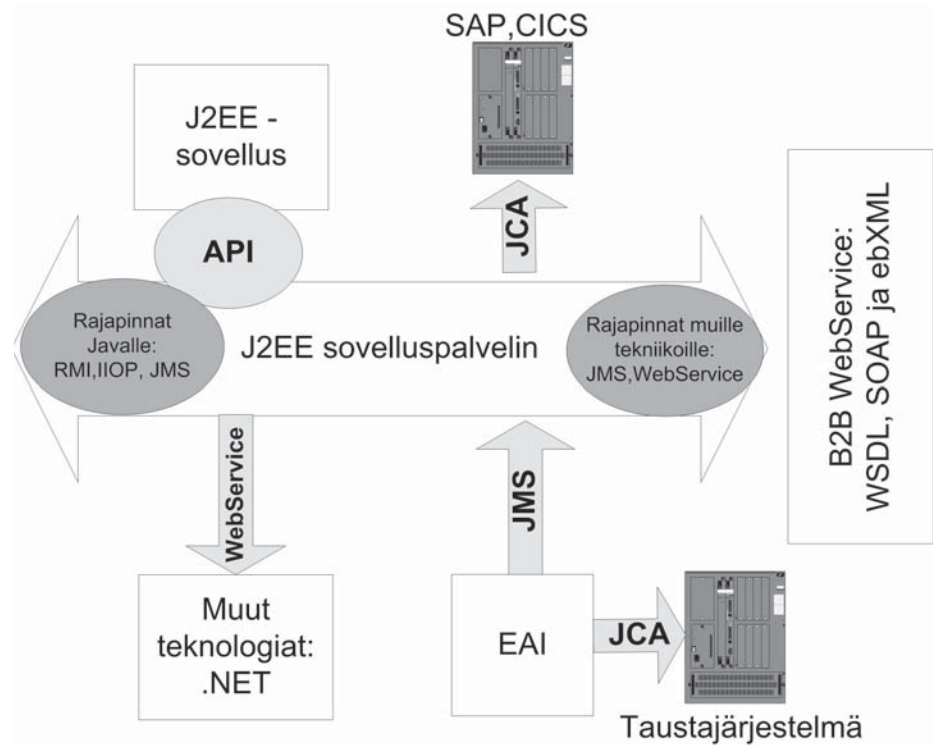 SAP,CICS
J2EE -
sovellus
API
JCA
Rajapinnat
Javalle:
RMI,IIOP, JMS
J2EE sovelluspalvelin
Rajapinnat muille
tekniikoille:
JMS,WebService
B2B WebService:
WSDL, SOAP ja ebXML
WebService
JMS
Muut
teknologiat:
.NET
EAI
JCA
Taustajärjestelmä